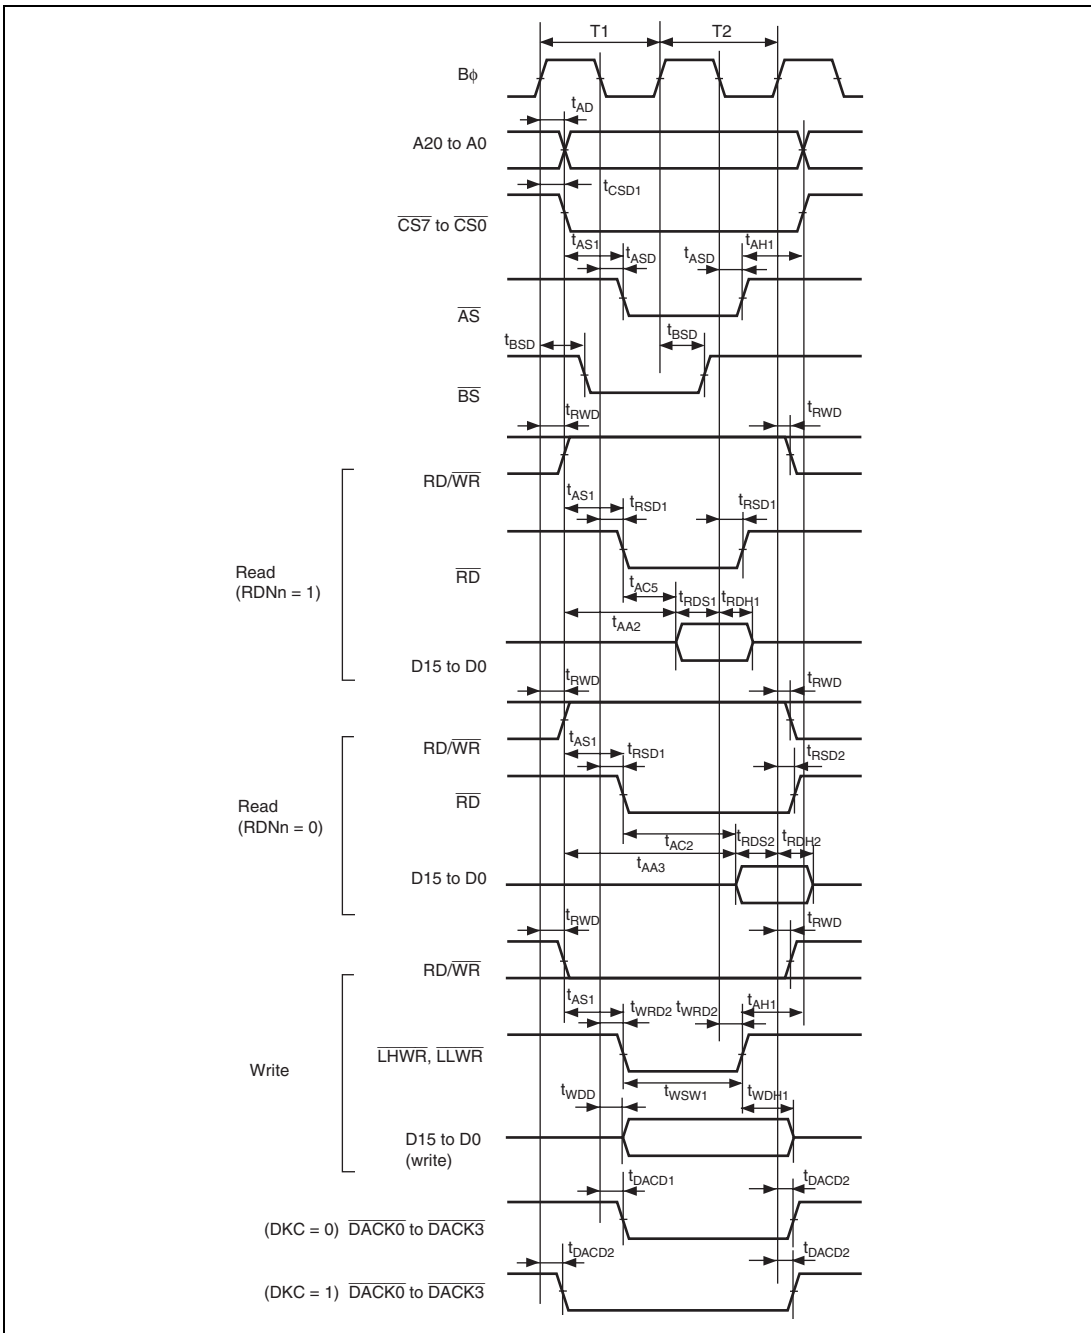 T1 T2
Bϕ
tAD
A20 to A0
tCSD1
CS7 to CS0
tAS1 tASD tASD tAH1
AS
tBSD tBSD
BS
tRWD tRWD
RD/WR
tAS1 tRSD1 tRSD1
Read
(RDNn = 1)
RD
tAC5
tAA2 tRDS1 tRDH1
D15 to D0
tRWD tRWD
RD/WR
tAS1 tRSD1 tRSD2
Read
(RDNn = 0)
RD
tAC2 tRDS2 tRDH2
tAA3
D15 to D0
tRWD tRWD
RD/WR
tAS1 tWRD2 tWRD2 tAH1
LHWR, LLWR
Write
tWDD tWSW1 tWDH1
D15 to D0
(write)
tDACD1 tDACD2
(DKC = 0) DACK0 to DACK3
tDACD2 tDACD2
(DKC = 1) DACK0 to DACK3